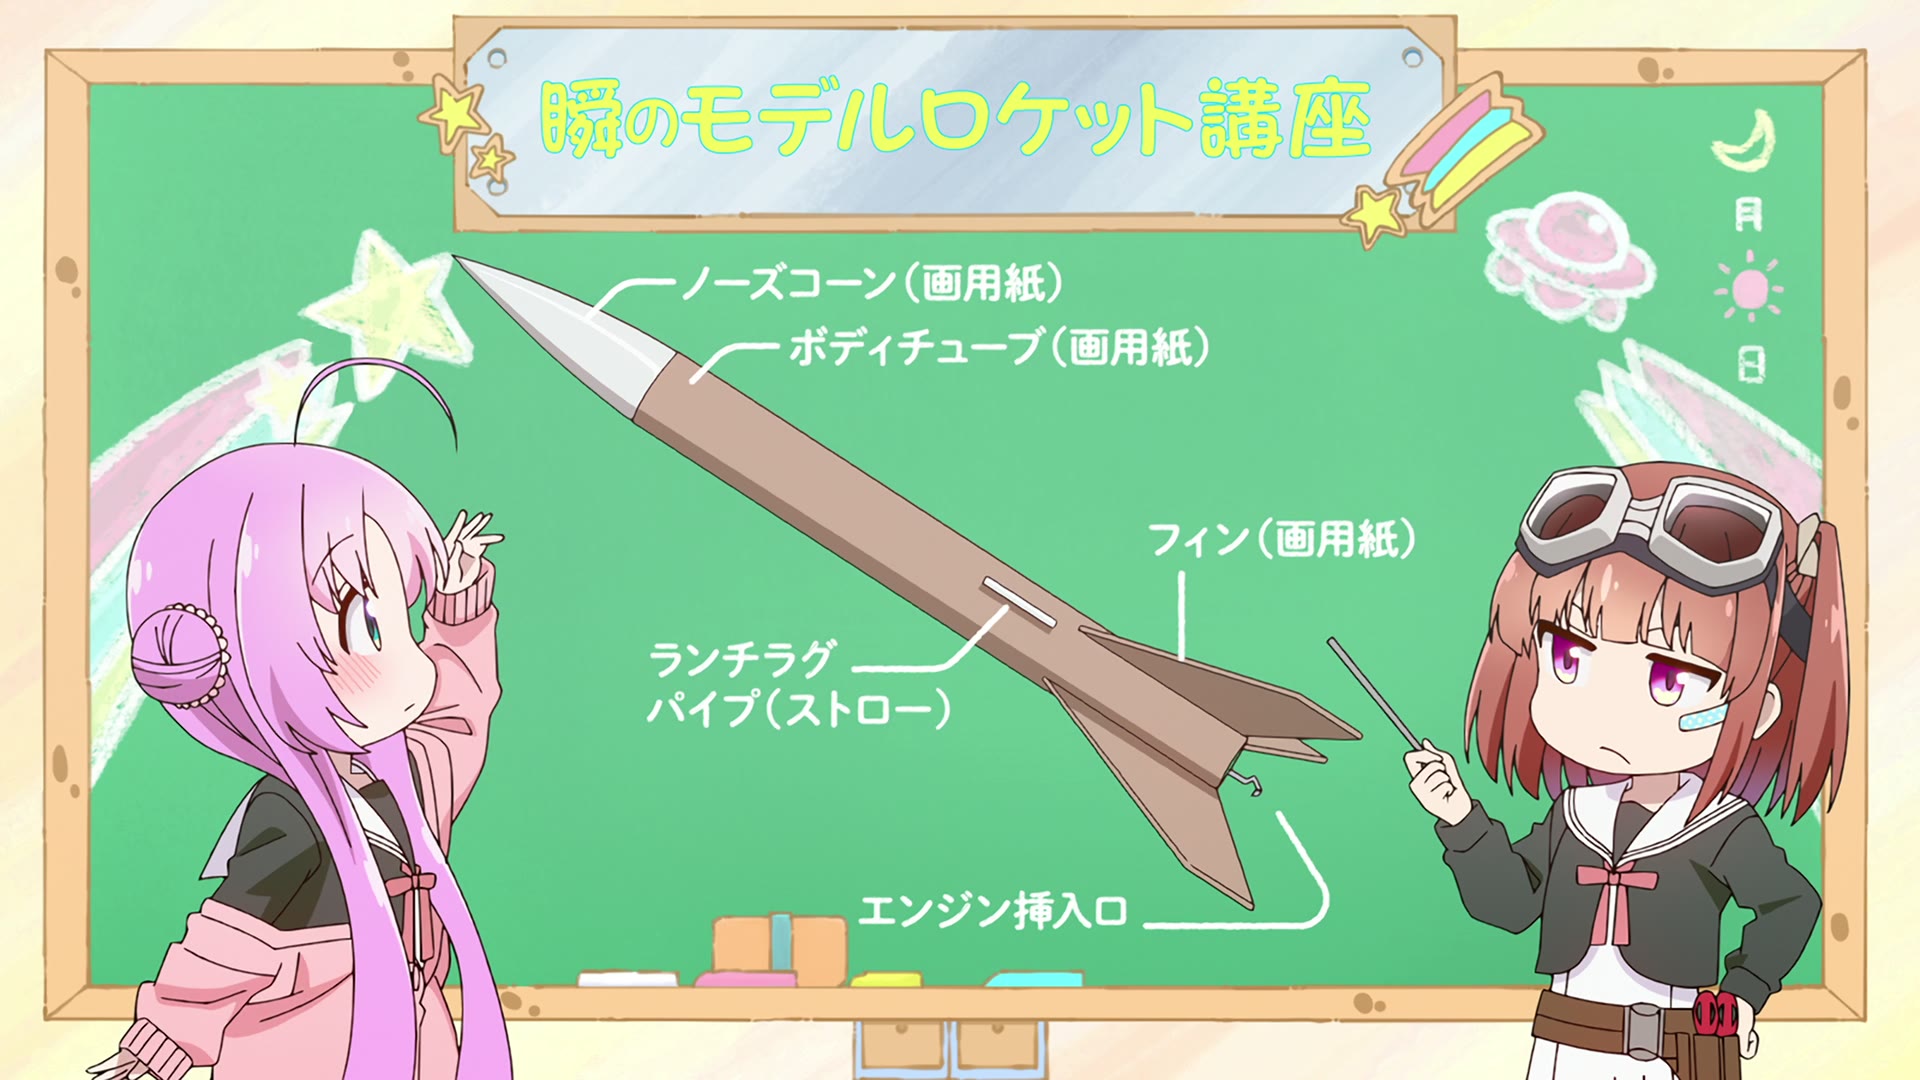 瞬のモデルロケット講座
ノーズコーン(画用紙)
ボディチューブ(画用紙)
フィン(画用紙)
ランチラグ
パイプ(ストロー)
エンジン挿入口
月
日